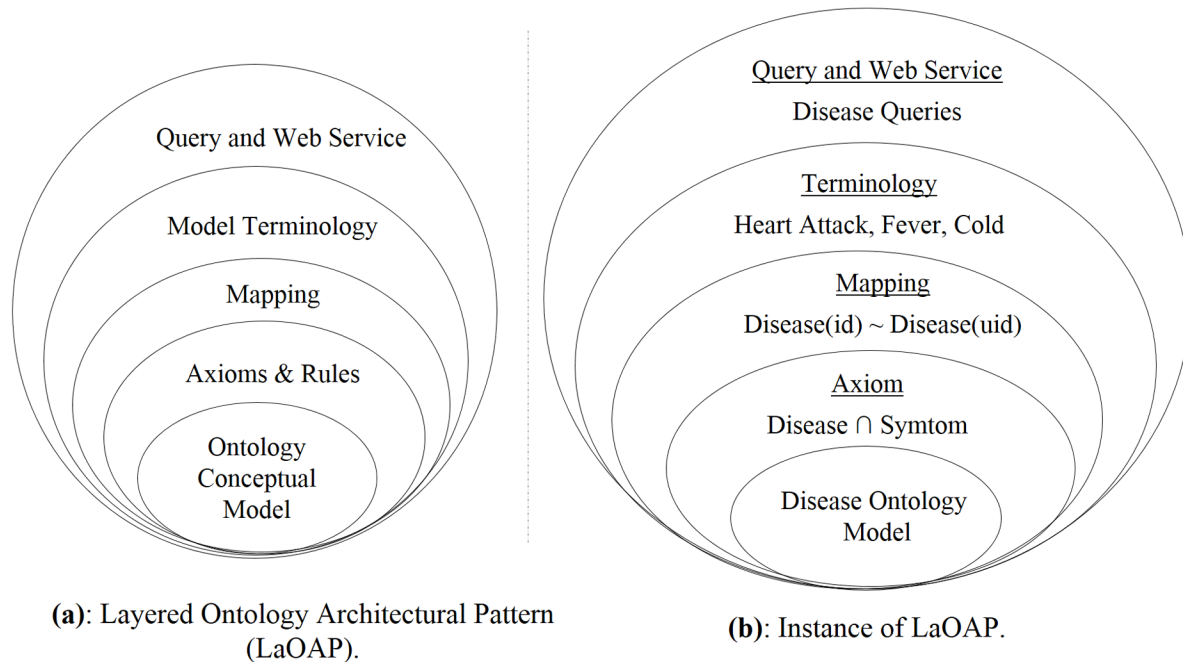 Query and Web Service
Model Terminology
Mapping
Axioms & Rules
Ontology
Conceptual
Model
(a): Layered Ontology Architectural Pattern
(LaOAP).
Query and Web Service
Disease Queries
Terminology
Heart Attack, Fever, Cold
Mapping
Disease(id) ~ Disease(uid)
Axiom
Disease ∩ Symtom
Disease Ontology
Model
(b): Instance of LaOAP.